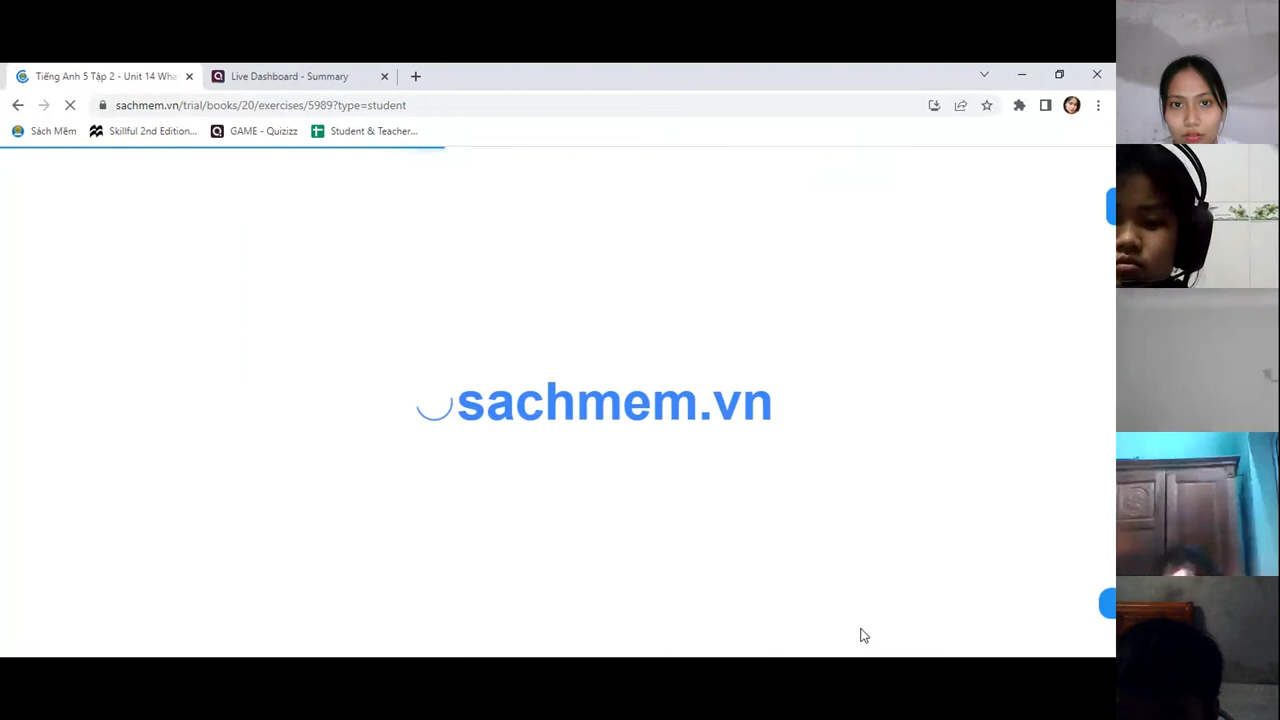 Tiếng Anh 5 Tập 2 - Unit 14 Wha
Live Dashboard - Summary
sachmem.vn/trial/books/20/exercises/5989?type=student
Sách Mềm
Skillful 2nd Edition...
GAME - Quizizz
Student & Teacher...
sachmem.vn